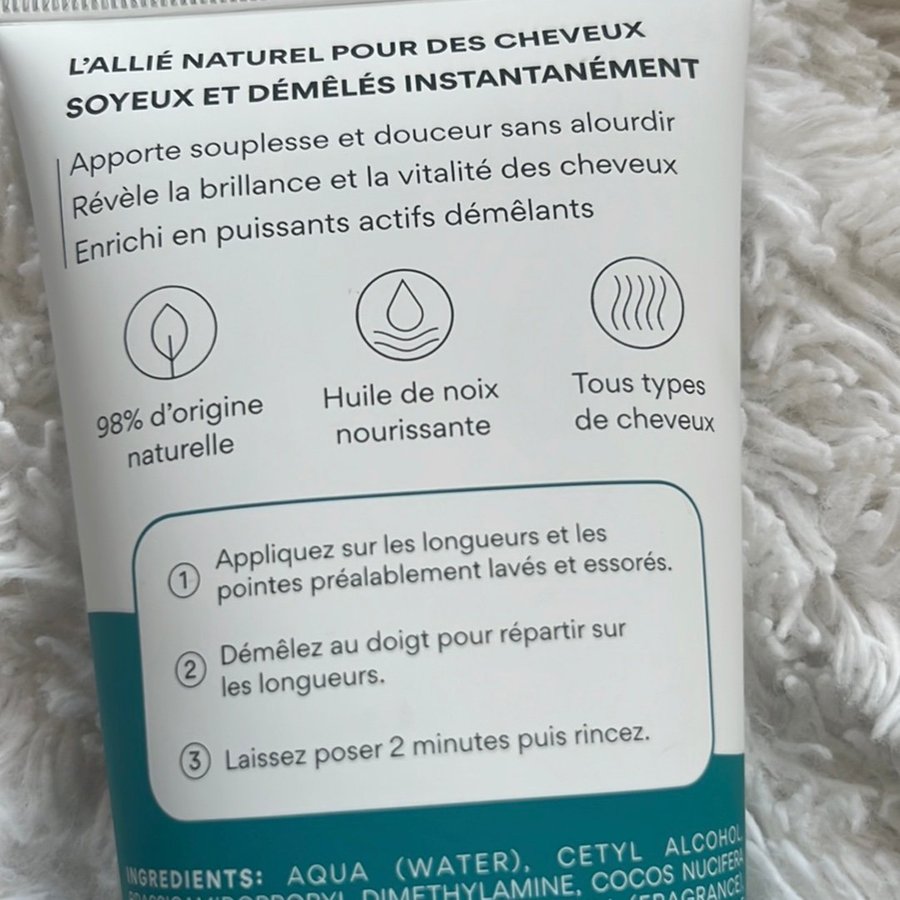 L'ALLIÉ NATUREL POUR DES CHEVEUX
SOYEUX ET DÉMÊLÉS INSTANTANÉMENT
Apporte souplesse et douceur sans alourdir
Révèle la brillance et la vitalité des cheveux
Enrichi en puissants actifs démêlants
98% d'origine
naturelle
Huile de noix
nourissante
Tous types
de cheveux
1 Appliquez sur les longueurs et les
pointes préalablement lavés et essorés.
2 Démêlez au doigt pour répartir sur
les longueurs.
3 Laissez poser 2 minutes puis rincez.
INGREDIENTS: AQUA (WATER), CETYL ALCOHOL,
DIMETHYLAMINE, COCOS NUCIFERA
(FRAGRANCE),